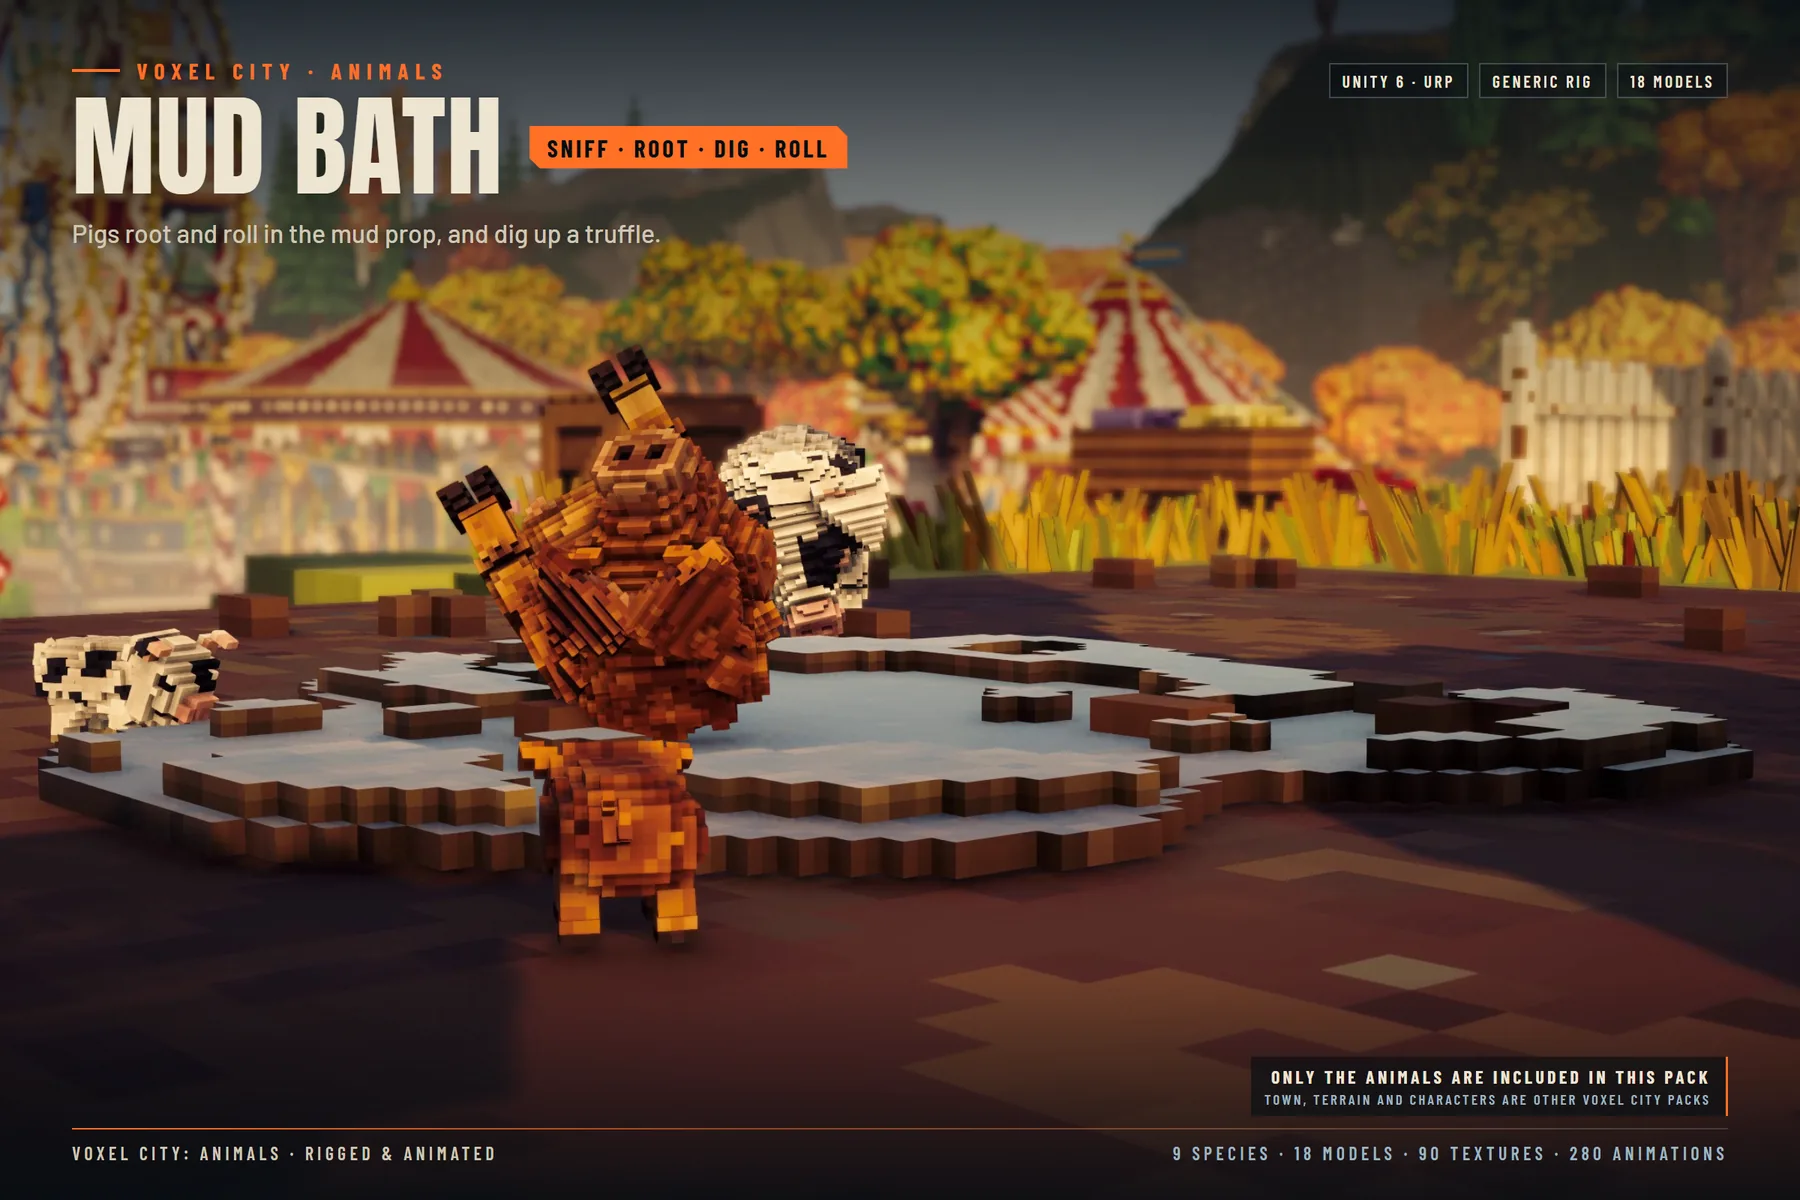 VOXEL CITY · ANIMALS
MUD BATH
SNIFF · ROOT · DIG · ROLL
Pigs root and roll in the mud prop, and dig up a truffle.
UNITY 6 · URP
GENERIC RIG
18 MODELS
ONLY THE ANIMALS ARE INCLUDED IN THIS PACK
TOWN, TERRAIN AND CHARACTERS ARE OTHER VOXEL CITY PACKS
VOXEL CITY: ANIMALS · RIGGED & ANIMATED
9 SPECIES · 18 MODELS · 90 TEXTURES · 280 ANIMATIONS